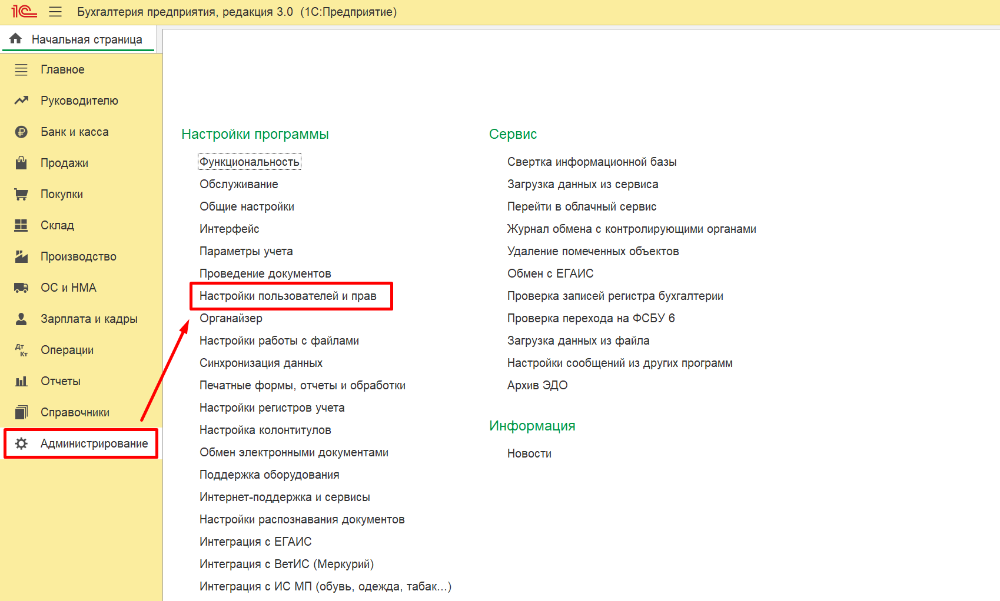 1С Бухгалтерия предприятия, редакция 3.0 (1С:Предприятие)
Начальная страница
Главное
Руководителю
Банк и касса
Продажи
Покупки
Склад
Производство
ОС и НМА
Зарплата и кадры
Дт
Кт
Операции
Отчеты
Справочники
Администрирование
Настройки программы
Функциональность
Обслуживание
Общие настройки
Интерфейс
Параметры учета
Проведение документов
Настройки пользователей и прав
Органайзер
Настройки работы с файлами
Синхронизация данных
Печатные формы, отчеты и обработки
Настройки регистров учета
Настройка колонтитулов
Обмен электронными документами
Поддержка оборудования
Интернет-поддержка и сервисы
Настройки распознавания документов
Интеграция с ЕГАИС
Интеграция с ВетИС (Меркурий)
Интеграция с ИС МП (обувь, одежда, табак...)
Сервис
Свертка информационной базы
Загрузка данных из сервиса
Перейти в облачный сервис
Журнал обмена с контролирующими органами
Удаление помеченных объектов
Обмен с ЕГАИС
Проверка записей регистра бухгалтерии
Проверка перехода на ФСБУ 6
Загрузка данных из файла
Настройки сообщений из других программ
Архив ЭДО
Информация
Новости